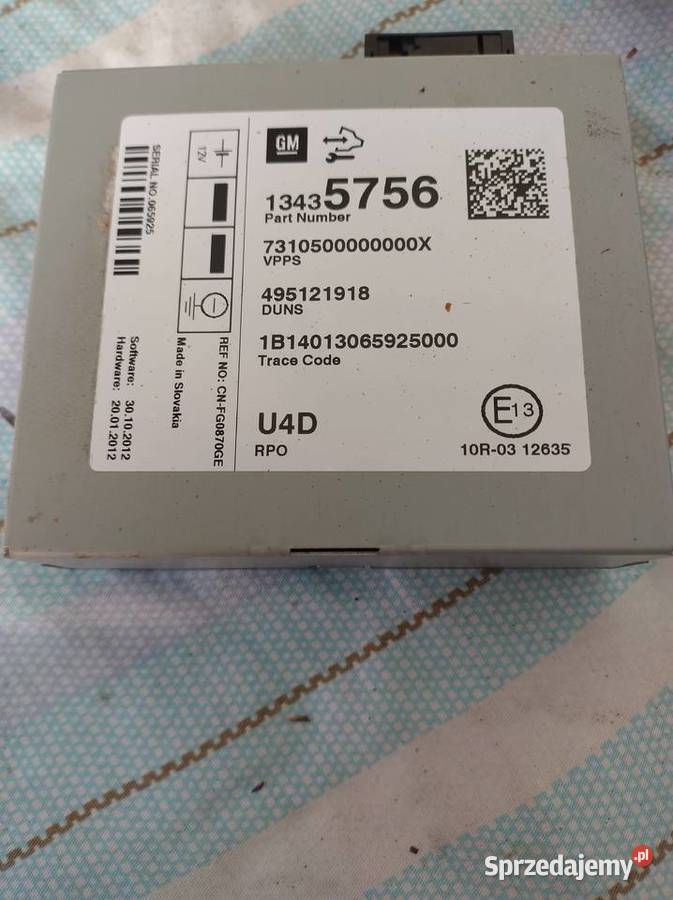 GM
13435756
Part Number
7310500000000X
VPPS
495121918
DUNS
1B14013065925000
Trace Code
U4D
RPO
E13
10R-03 12635
12V
SERIAL NO.065925
REF NO: CN-FG0870GE
Made in Slovakia
Software: 30.10.2012
Hardware: 20.01.2012
Sprzedajemy.pl